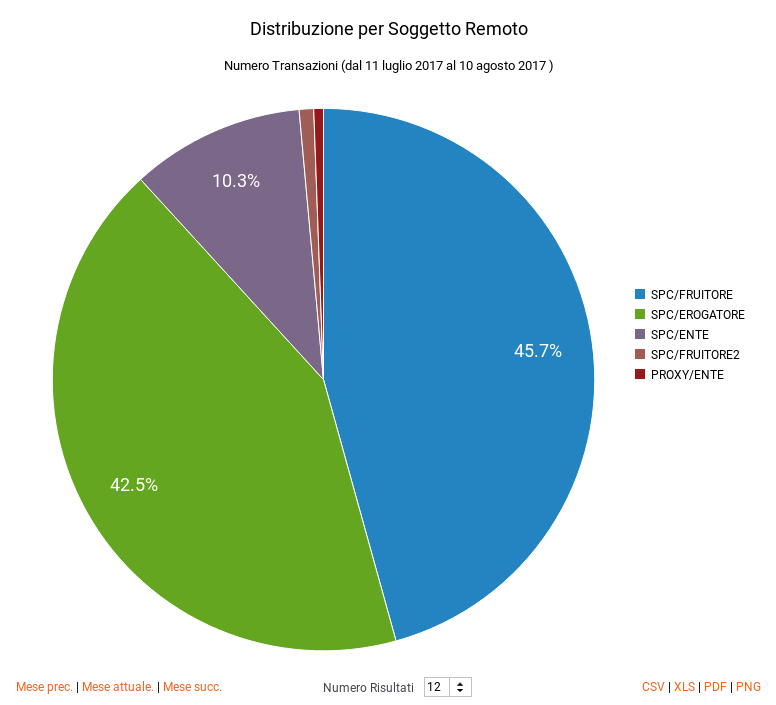 Distribuzione per Soggetto Remoto
Numero Transazioni (dal 11 luglio 2017 al 10 agosto 2017 )
10.3%
45.7%
42.5%
SPC/FRUITORE
SPC/EROGATORE
SPC/ENTE
SPC/FRUITORE2
PROXY/ENTE
Mese prec. | Mese attuale. | Mese succ.
Numero Risultati 12
CSV | XLS | PDF | PNG